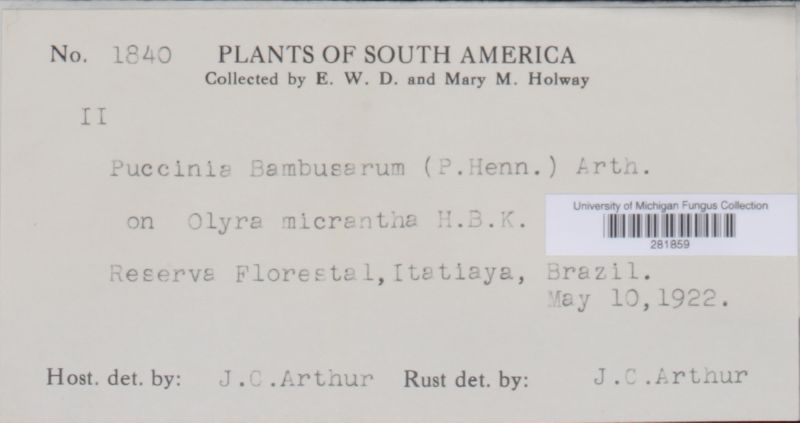 No. 1840 PLANTS OF SOUTH AMERICA
Collected by E. W. D. and Mary M. Holway
II
Puccinia Bambusarum (P.Henn.) Arth.
on Olyra micrantha H.B.K.
University of Michigan Fungus Collection
281859
Reserva Florestal,Itatiaya, Brazil.
May 10,1922.
Host. det. by: J.C.Arthur Rust det. by: J.C.Arthur